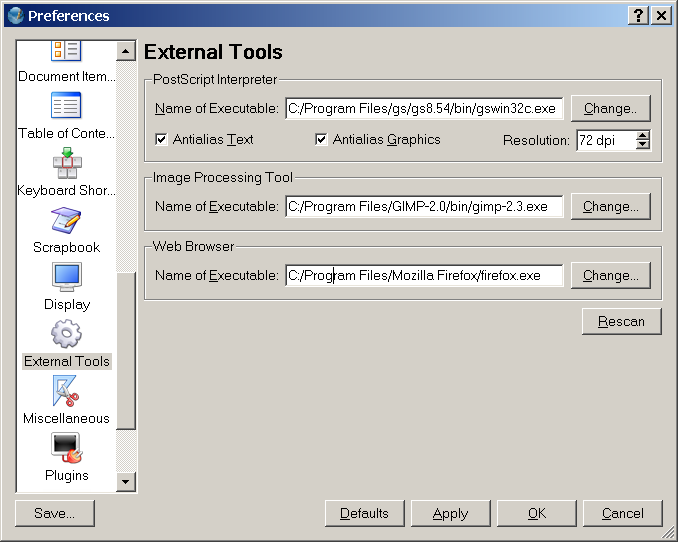 Preferences
Document Item...
Table of Conte...
Keyboard Shor...
Scrapbook
Display
External Tools
Miscellaneous
Plugins
External Tools
PostScript Interpreter
Name of Executable: C:/Program Files/gs/gs8.54/bin/gswin32c.exe Change..
Antialias Text Antialias Graphics Resolution: 72 dpi
Image Processing Tool
Name of Executable: C:/Program Files/GIMP-2.0/bin/gimp-2.3.exe Change...
Web Browser
Name of Executable: C:/Program Files/Mozilla Firefox/firefox.exe Change...
Rescan
Save... Defaults Apply OK Cancel